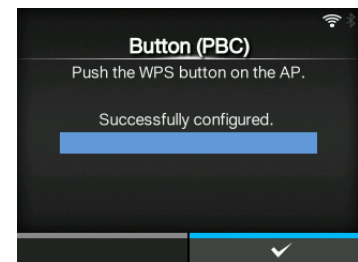 Button (PBC)
Push the WPS button on the AP.
Successfully configured.